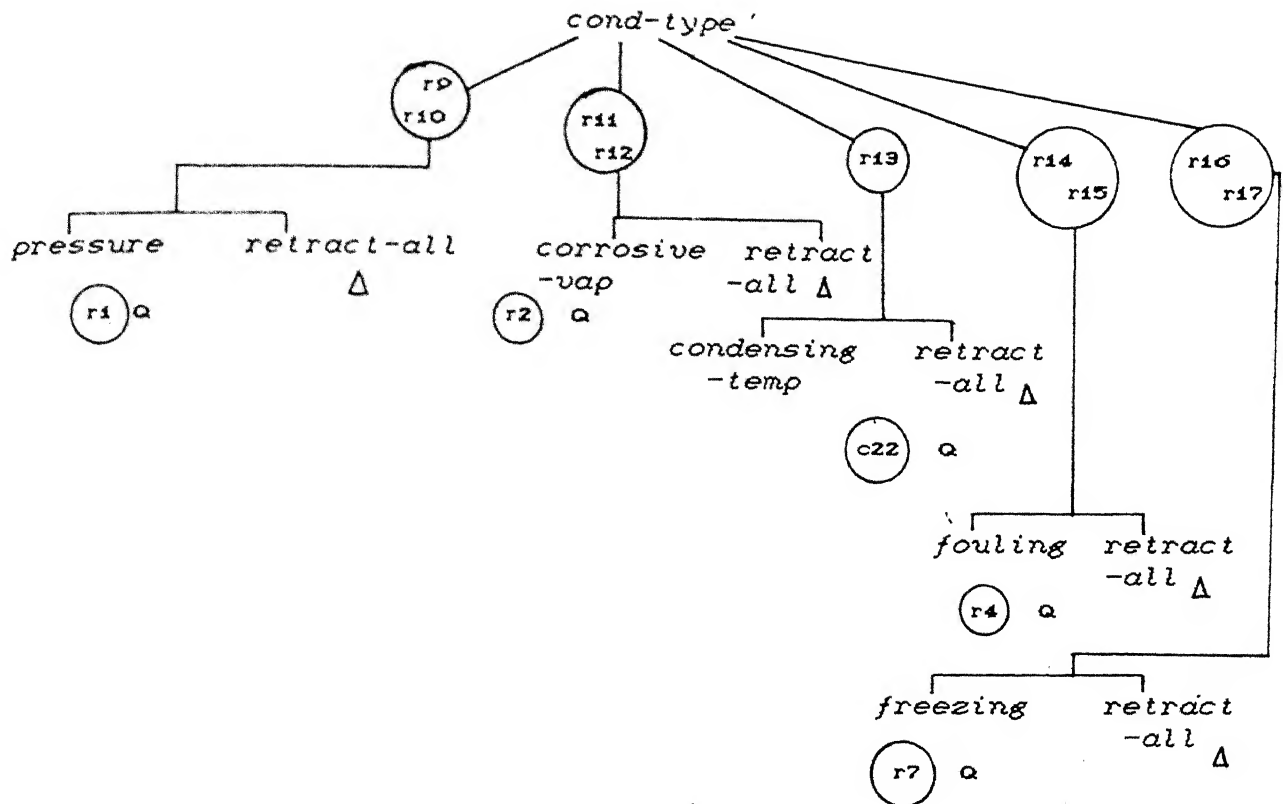 cond-type'
r9
r10
r11
r12
r13
r14
r15
r16
r17
pressure retract-all
Δ
r1 Q
corrosive retract
-vap -all Δ
r2 Q
condensing retract
-temp -all Δ
c22 Q
fouling retract
-all Δ
r4 Q
freezing retract
-all Δ
r7 Q